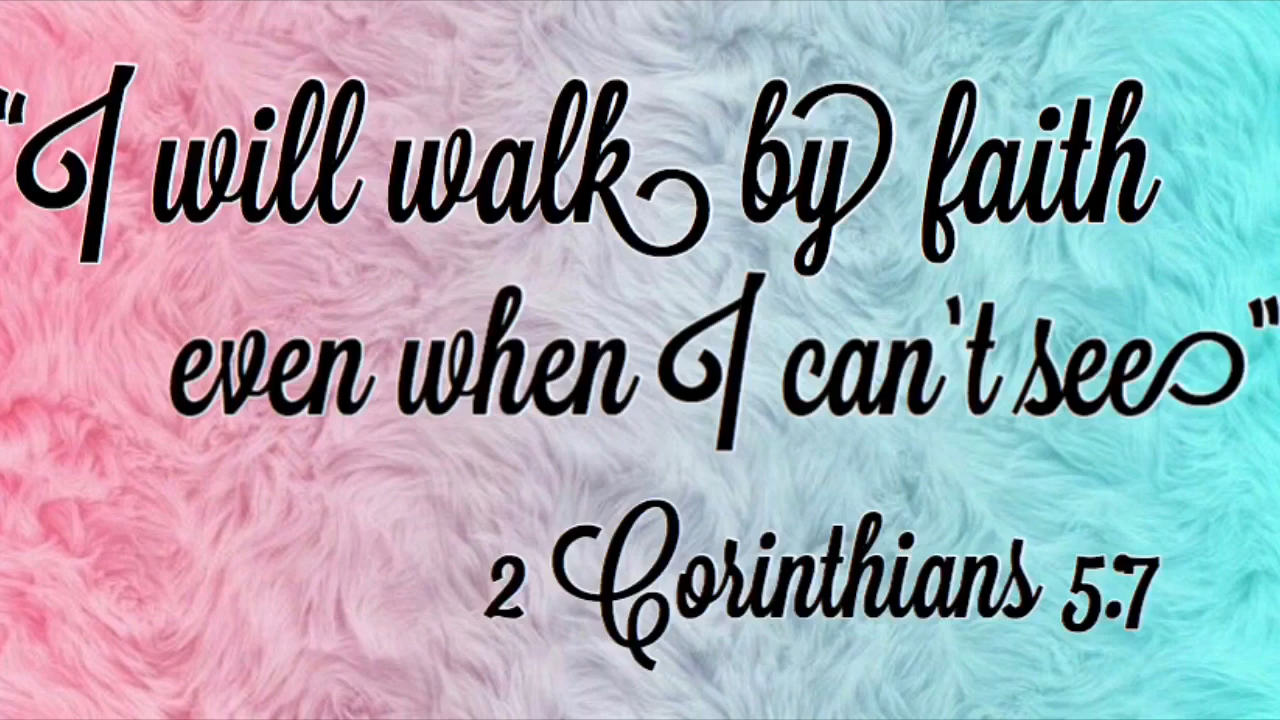 "I will walk by faith
even when I can't see"
2 Corinthians 5:7